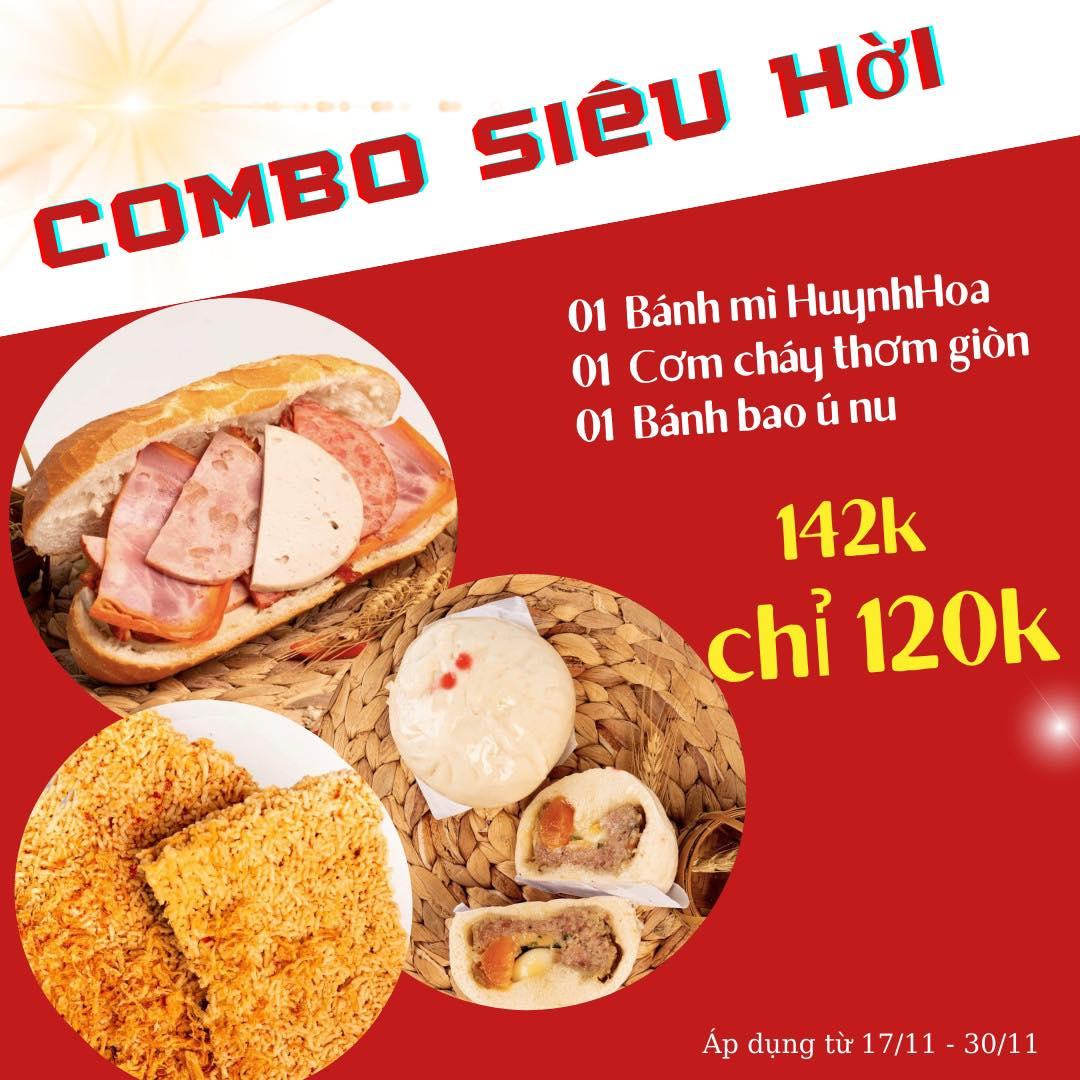 COMBO SIÊU HỜI
01 Bánh mì HuynhHoa
01 Cơm cháy thơm giòn
01 Bánh bao ú nu
142k
chỉ 120k
Áp dụng từ 17/11 - 30/11